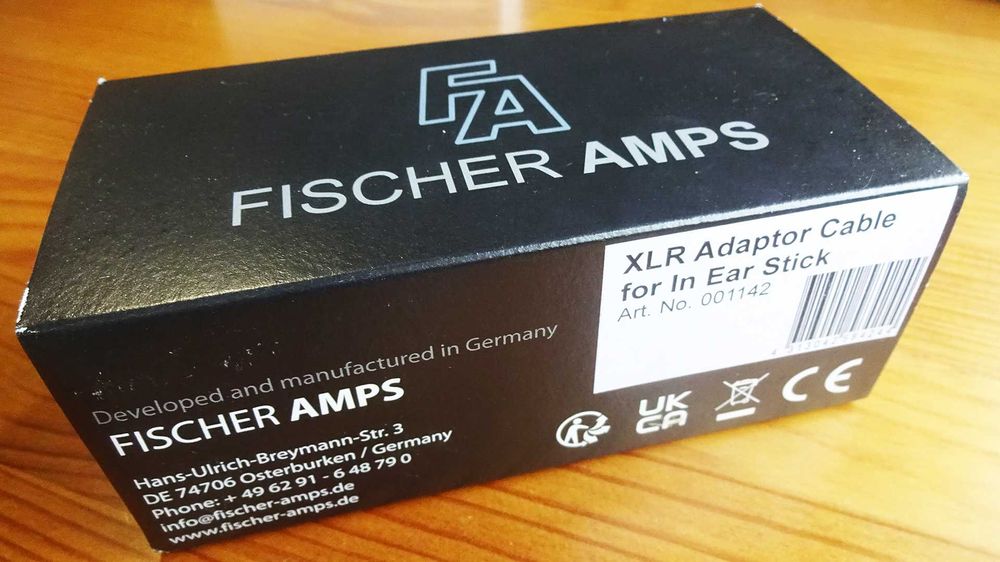 FA
FISCHER AMPS
XLR Adaptor Cable
for In Ear Stick
Art. No. 001142
Developed and manufactured in Germany
FISCHER AMPS
Hans-Ulrich-Breymann-Str. 3
DE 74706 Osterburken / Germany
Phone: + 49 62 91 - 6 48 79 0
info@fischer-amps.de
www.fischer-amps.de
UK
CA
CE